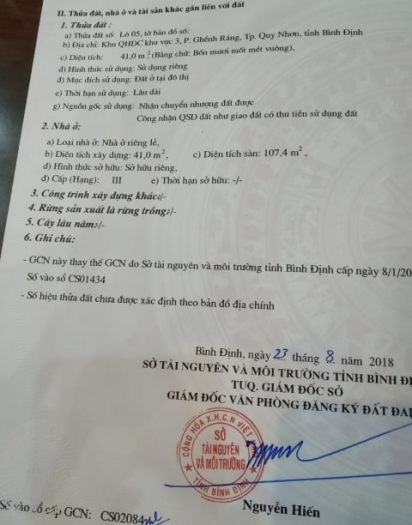 II. Thửa đất, nhà ở và tài sản khác gắn liền với đất
1. Thửa đất :
a) Thửa đất số: Lô 05, tờ bản đồ số:
b) Địa chỉ: Khu QHDC khu vực 3, P. Ghềnh Ráng, Tp. Quy Nhơn, tỉnh Bình Định
c) Diện tích: 41,0 m² (Bằng chữ: Bốn mươi mốt mét vuông),
d) Hình thức sử dụng: Sử dụng riêng
đ) Mục đích sử dụng: Đất ở tại đô thị
e) Thời hạn sử dụng: Lâu dài
g) Nguồn gốc sử dụng: Nhận chuyển nhượng đất được
Công nhận QSD đất như giao đất có thu tiền sử dụng đất
2. Nhà ở:
a) Loại nhà ở: Nhà ở riêng lẻ,
b) Diện tích xây dựng: 41,0 m², c) Diện tích sàn: 107,4 m²,
d) Hình thức sở hữu: Sở hữu riêng,
đ) Cấp (Hạng): III e) Thời hạn sở hữu: -/-
3. Công trình xây dựng khác:-/-
4. Rừng sản xuất là rừng trồng:-/-
5. Cây lâu năm:-/-
6. Ghi chú:
- GCN này thay thế GCN do Sở tài nguyên và môi trường tỉnh Bình Định cấp ngày 8/1/20
Số vào sổ CS01434
- Số hiệu thửa đất chưa được xác định theo bản đồ địa chính
Bình Định, ngày 23 tháng 8 năm 2018
SỞ TÀI NGUYÊN VÀ MÔI TRƯỜNG TỈNH BÌNH ĐỊ
TUQ. GIÁM ĐỐC SỞ
GIÁM ĐỐC VĂN PHÒNG ĐĂNG KÝ ĐẤT ĐAI
CỘNG HÒA X.H.C.N VIỆT
SỞ
TÀI NGUYÊN
VÀ MÔI TRƯỜNG
TỈNH BÌNH ĐỊNH
Nguyễn Hiến
Số vào sổ cấp GCN: CS02084